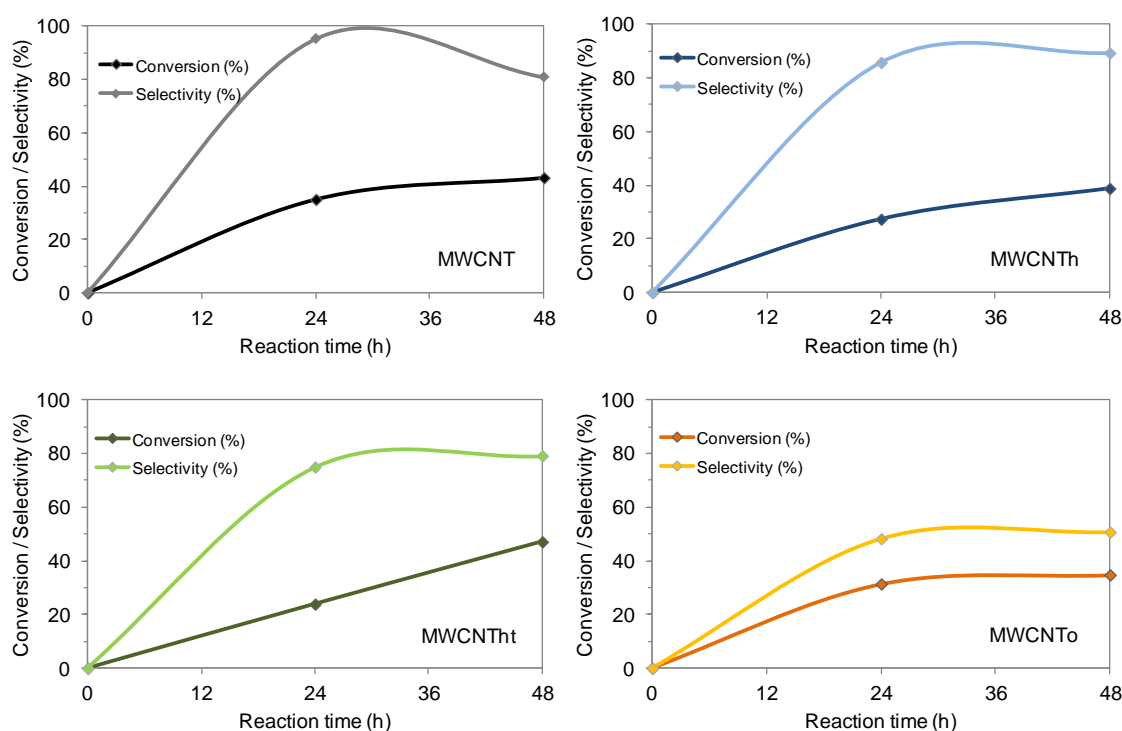 Conversion / Selectivity (%)
100
80
60
40
20
0
Conversion (%)
Selectivity (%)
MWCNT
0 12 24 36 48
Reaction time (h)
Conversion / Selectivity (%)
100
80
60
40
20
0
Conversion (%)
Selectivity (%)
MWCNTh
0 12 24 36 48
Reaction time (h)
Conversion / Selectivity (%)
100
80
60
40
20
0
Conversion (%)
Selectivity (%)
MWCNTht
0 12 24 36 48
Reaction time (h)
Conversion / Selectivity (%)
100
80
60
40
20
0
Conversion (%)
Selectivity (%)
MWCNTo
0 12 24 36 48
Reaction time (h)